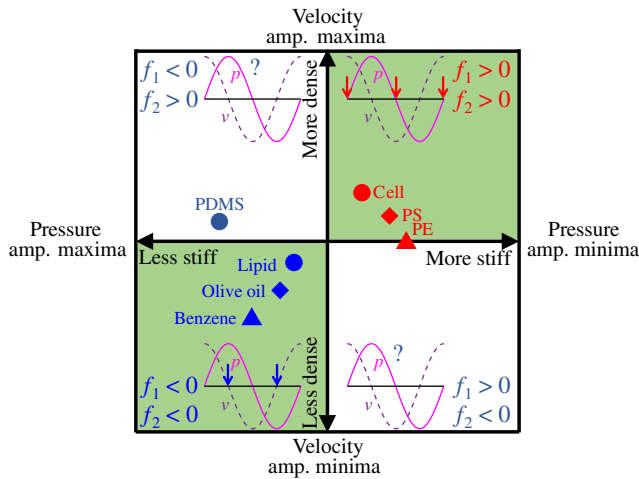 Velocity
amp. maxima
f₁ < 0
f₂ > 0
p
?
v
More dense
p
v
f₁ > 0
f₂ > 0
Cell
PS
PE
PDMS
Pressure
amp. maxima
Less stiff
More stiff
Pressure
amp. minima
Lipid
Olive oil
Benzene
f₁ < 0
f₂ < 0
p
v
Less dense
p
?
v
f₁ > 0
f₂ < 0
Velocity
amp. minima